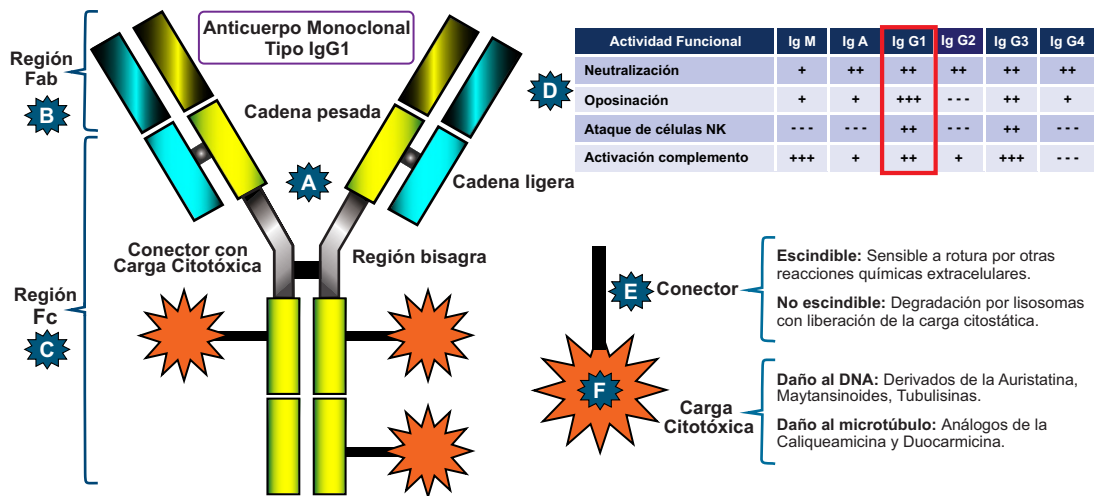 Anticuerpo Monoclonal
Tipo IgG1
Región
Fab
B
Cadena pesada
A
Cadena ligera
Conector con
Carga Citotóxica
Región bisagra
Región
Fc
C
D
Actividad Funcional Ig M Ig A Ig G1 Ig G2 Ig G3 Ig G4
Neutralización + ++ ++ ++ ++ ++
Oposinación + + +++ --- ++ +
Ataque de células NK --- --- ++ --- ++ ---
Activación complemento +++ + ++ + +++ ---
E
Conector
Escindible: Sensible a rotura por otras
reacciones químicas extracelulares.
No escindible: Degradación por lisosomas
con liberación de la carga citostática.
F
Carga
Citotóxica
Daño al DNA: Derivados de la Auristatina,
Maytansinoides, Tubulisinas.
Daño al microtúbulo: Análogos de la
Caliqueamicina y Duocarmicina.